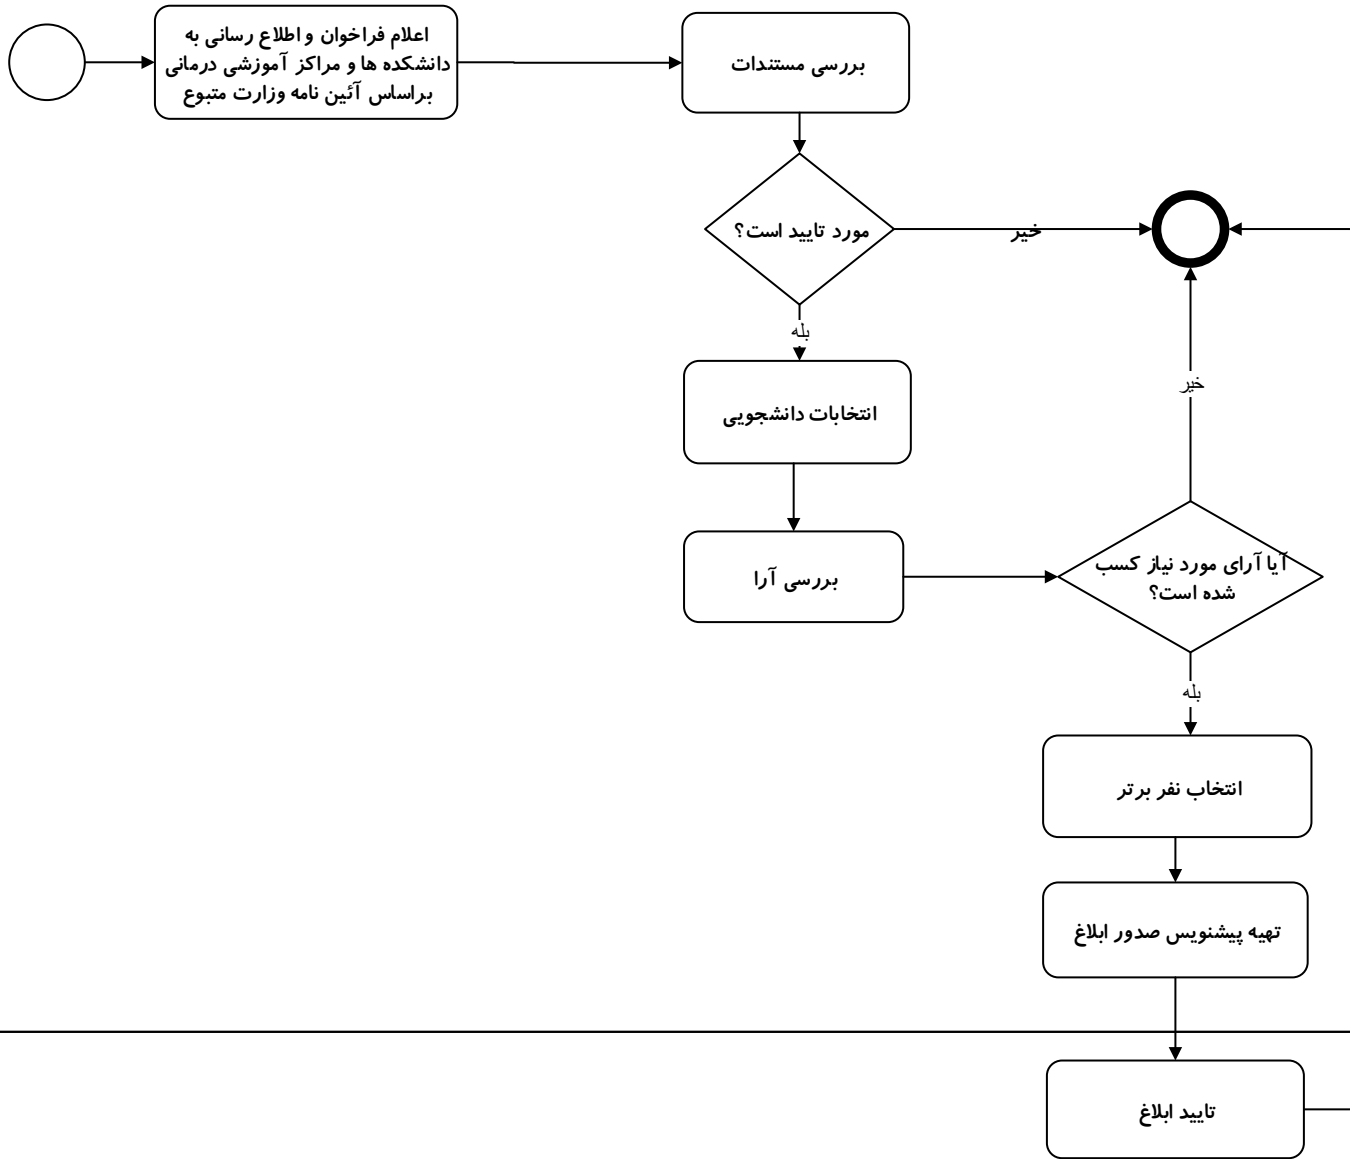 اعلام فراخوان و اطلاع رسانی به
دانشکده ها و مراکز آموزشی درمانی
براساس آئین نامه وزارت متبوع
بررسی مستندات
مورد تایید است؟
خیر
بله
انتخابات دانشجویی
خیر
بررسی آرا
آیا آرای مورد نیاز کسب
شده است؟
بله
انتخاب نفر برتر
تهیه پیشنویس صدور ابلاغ
تایید ابلاغ